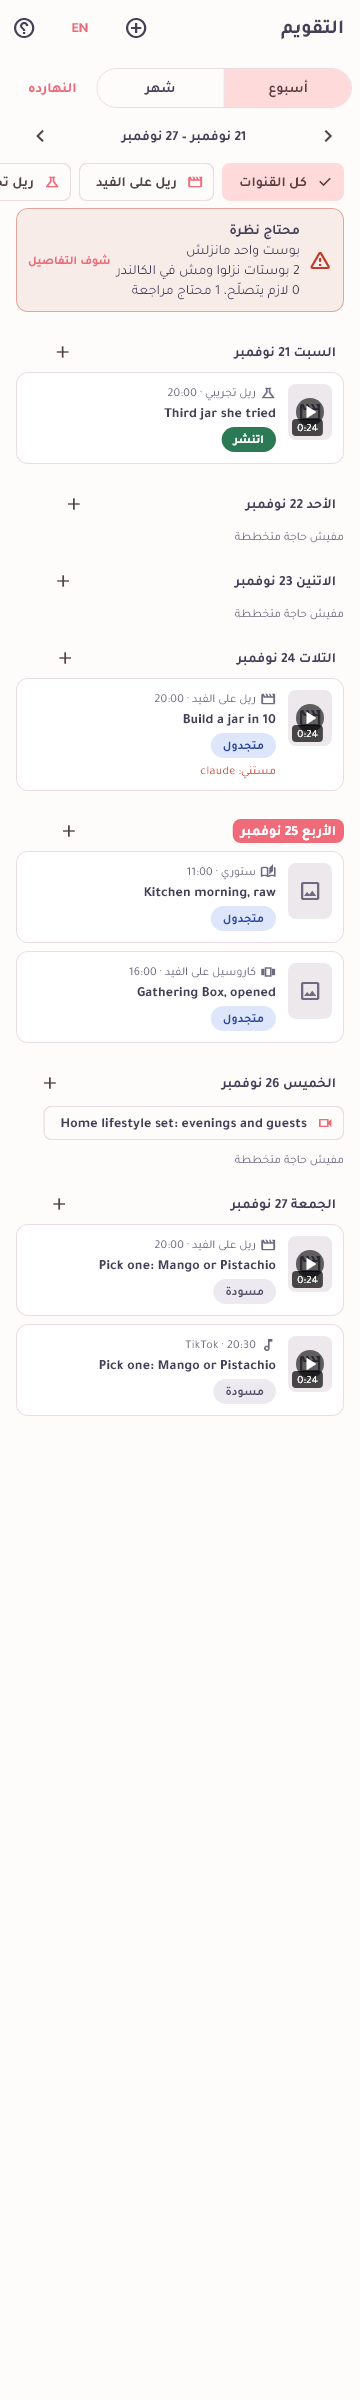 التقويم
EN
أسبوع
شهر
النهارده
21 نوفمبر – 27 نوفمبر
كل القنوات
ريل على الفيد
محتاج نظرة
بوست واحد مانزلش
2 بوستات نزلوا ومش في الكالندر
0 لازم يتصلّح، 1 محتاج مراجعة
شوف التفاصيل
السبت 21 نوفمبر
ريل تجريبي · 20:00
Third jar she tried
اتنشر
0:24
الأحد 22 نوفمبر
مفيش حاجة متخططة
الاتنين 23 نوفمبر
مفيش حاجة متخططة
التلات 24 نوفمبر
ريل على الفيد · 20:00
Build a jar in 10
متجدول
مستني: claude
0:24
الأربع 25 نوفمبر
ستوري · 11:00
Kitchen morning, raw
متجدول
كاروسيل على الفيد · 16:00
Gathering Box, opened
متجدول
الخميس 26 نوفمبر
Home lifestyle set: evenings and guests
مفيش حاجة متخططة
الجمعة 27 نوفمبر
ريل على الفيد · 20:00
Pick one: Mango or Pistachio
مسودة
0:24
TikTok · 20:30
Pick one: Mango or Pistachio
مسودة
0:24